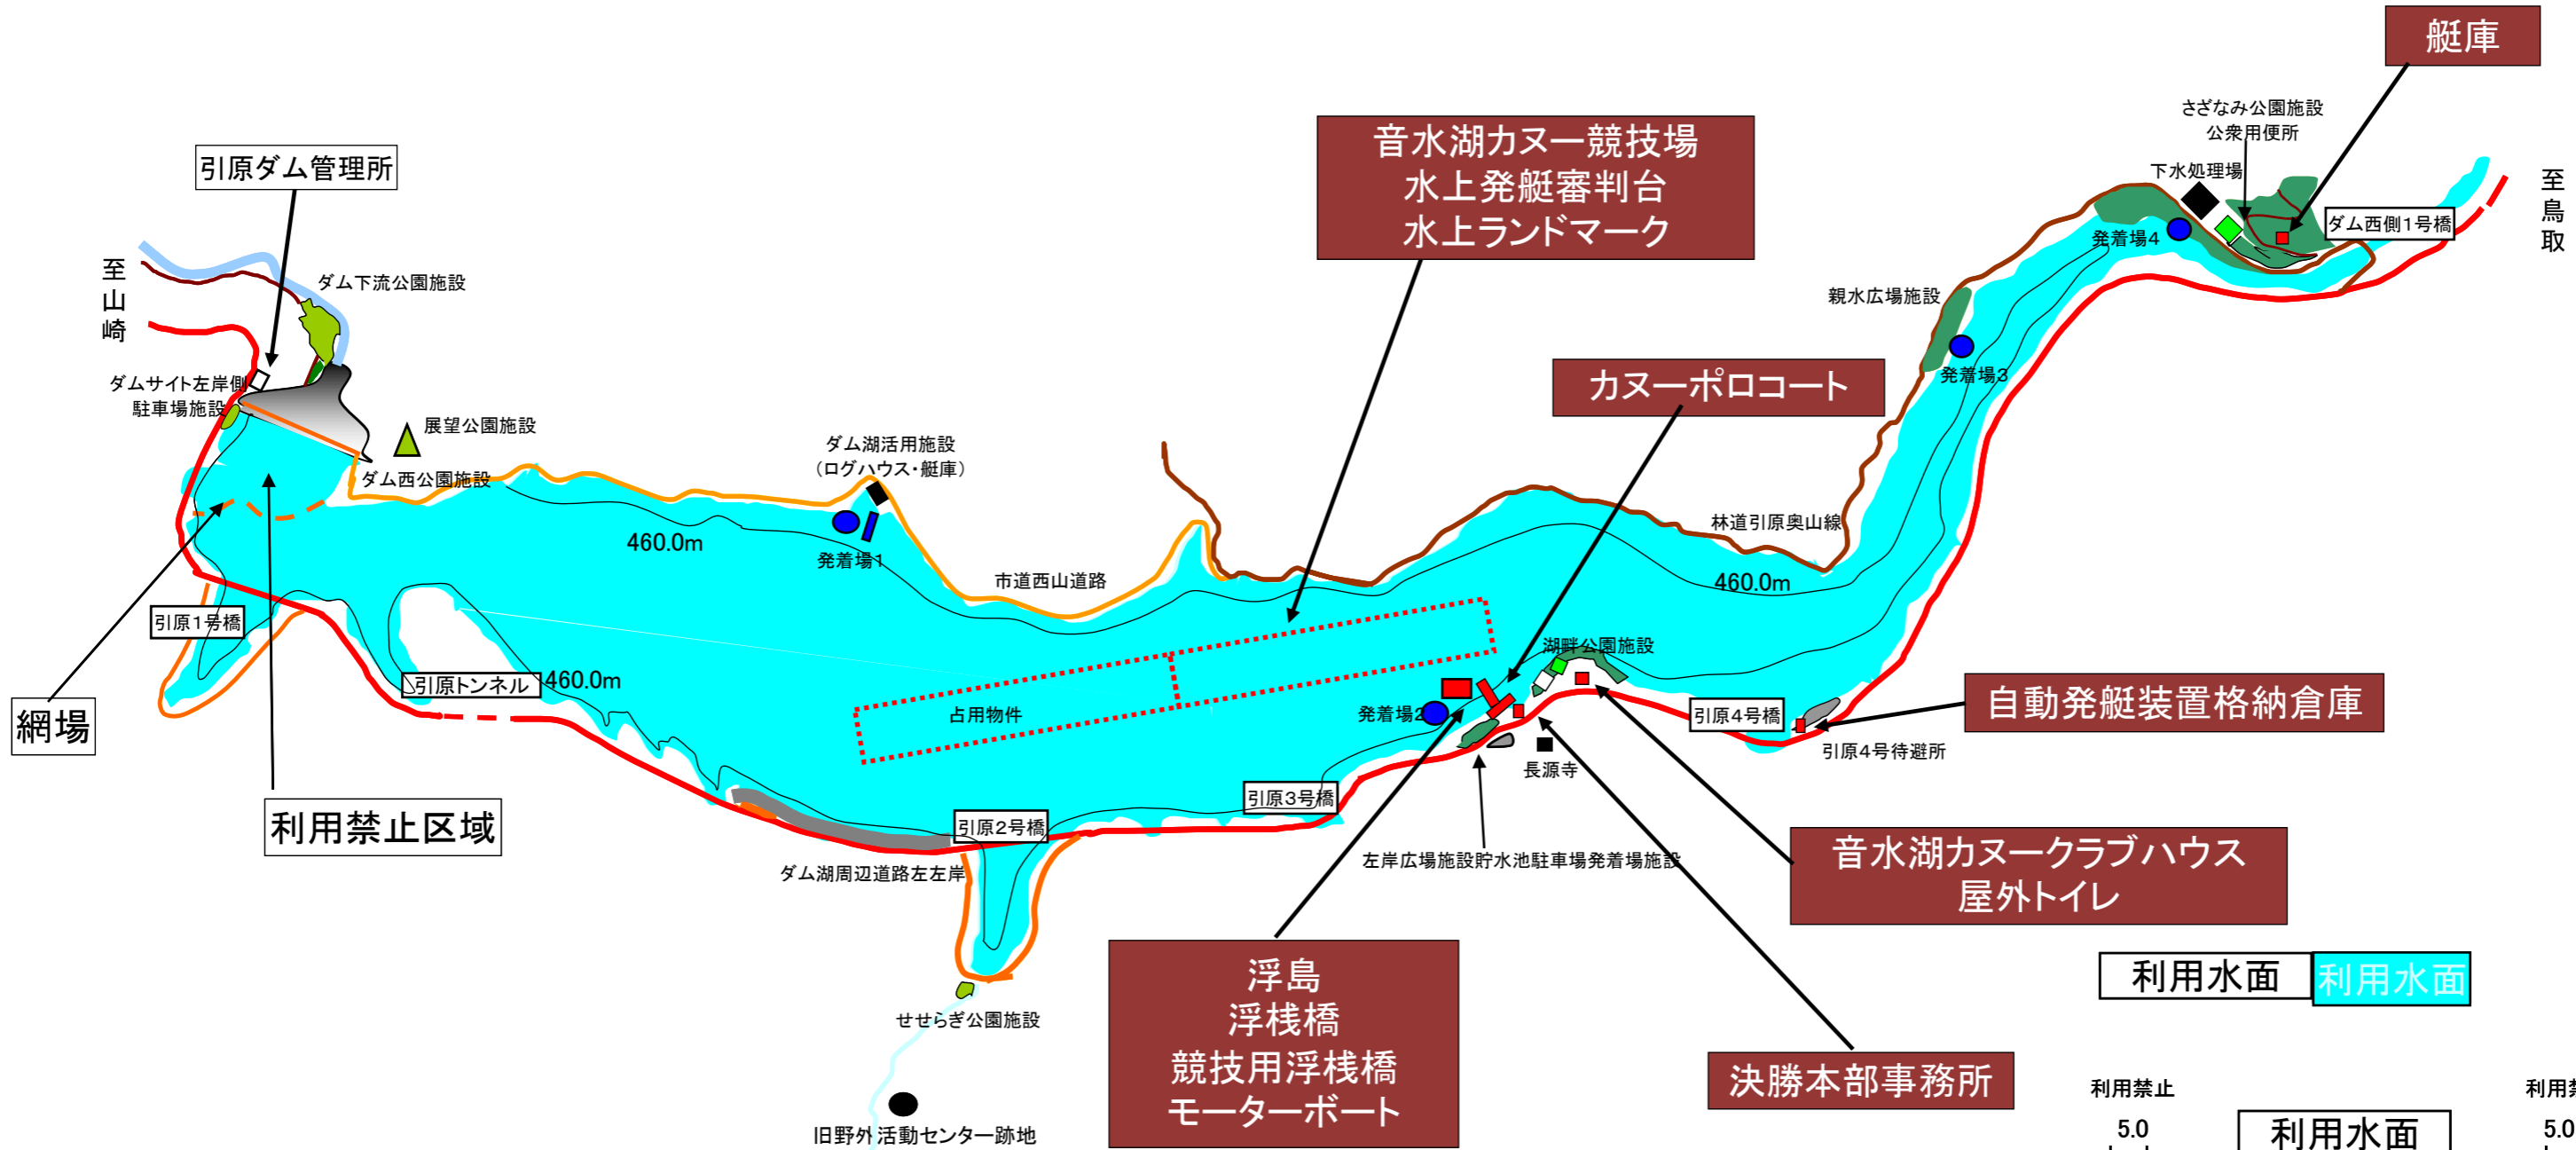 艇庫
さざなみ公園施設
公衆用便所
下水処理場
至鳥取
ダム西側1号橋
発着場4
音水湖カヌー競技場
水上発艇審判台
水上ランドマーク
引原ダム管理所
至山崎
ダム下流公園施設
親水広場施設
発着場3
カヌーポロコート
ダムサイト左岸側
駐車場施設
展望公園施設
ダム西公園施設
ダム湖活用施設
（ログハウス・艇庫）
発着場1
460.0m
市道西山道路
林道引原奥山線
460.0m
引原1号橋
引原トンネル
460.0m
網場
利用禁止区域
占用物件
湖畔公園施設
発着場2
引原4号橋
自動発艇装置格納倉庫
引原4号待避所
長源寺
引原3号橋
引原2号橋
ダム湖周辺道路左左岸
左岸広場施設貯水池駐車場発着場施設
音水湖カヌークラブハウス
屋外トイレ
浮島
浮桟橋
競技用浮桟橋
モーターボート
決勝本部事務所
せせらぎ公園施設
旧野外活動センター跡地
利用水面
利用水面
利用禁止
5.0
利用水面
利用
5.0